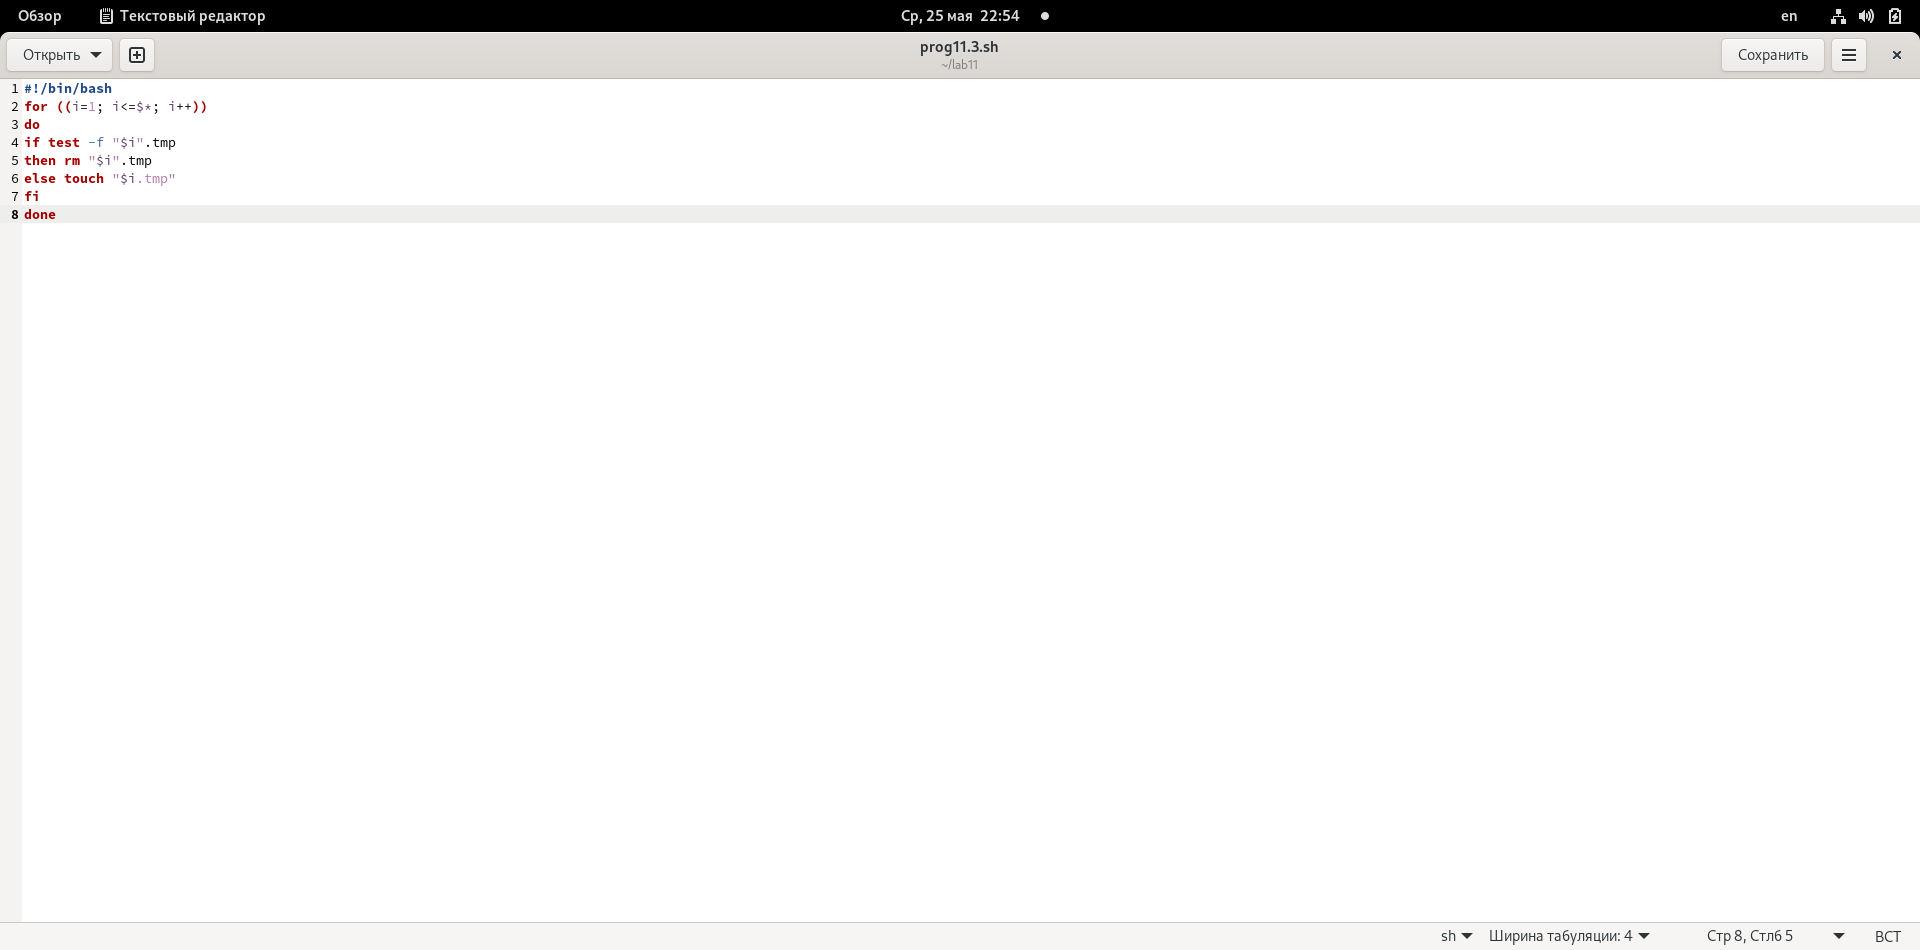 Обзор Текстовый редактор Ср, 25 мая 22:54 en
Открыть prog11.3.sh Сохранить
~/lab11
1 #!/bin/bash
2 for ((i=1; i<=$*; i++))
3 do
4 if test -f "$i".tmp
5 then rm "$i".tmp
6 else touch "$i.tmp"
7 fi
8 done
sh Ширина табуляции: 4 Стр 8, Стлб 5 ВСТ